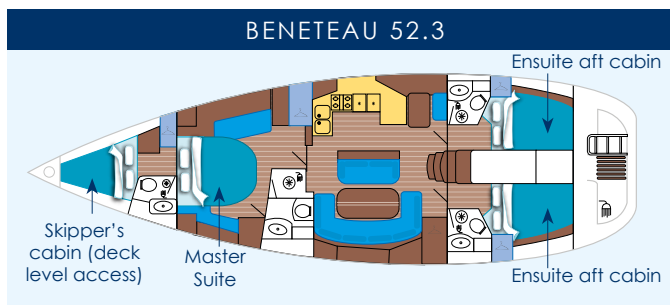 BENETEAU 52.3
Ensuite aft cabin
Skipper's
cabin (deck
level access)
Master
Suite
Ensuite aft cabin